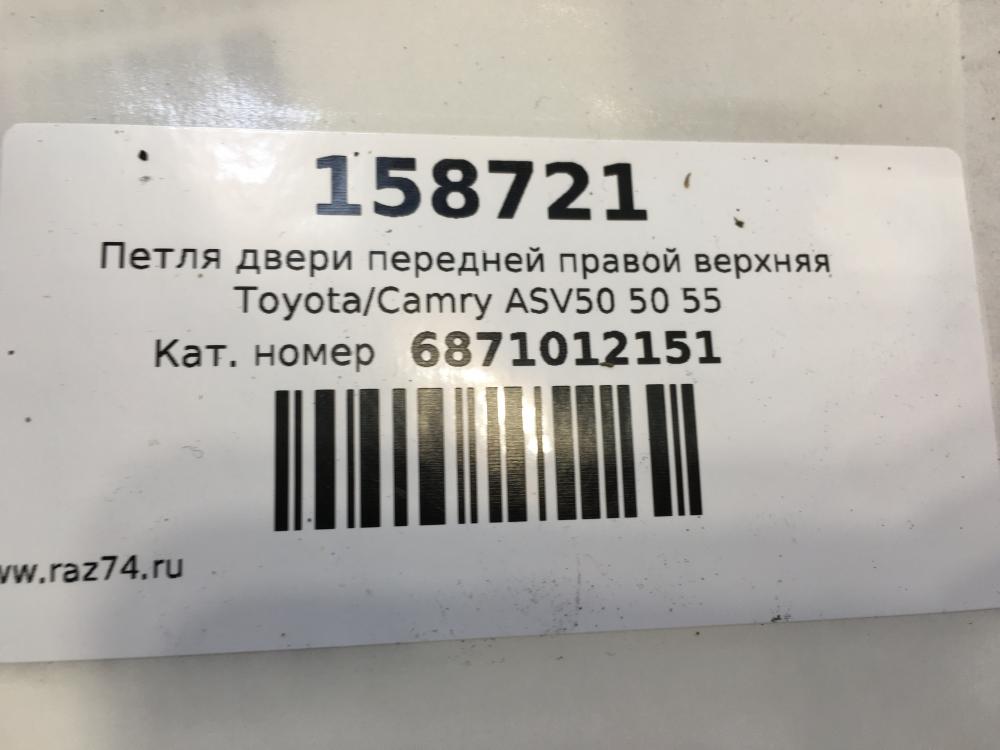 158721
Петля двери передней правой верхняя
Toyota/Camry ASV50 50 55
Кат. номер 6871012151
ww.raz74.ru